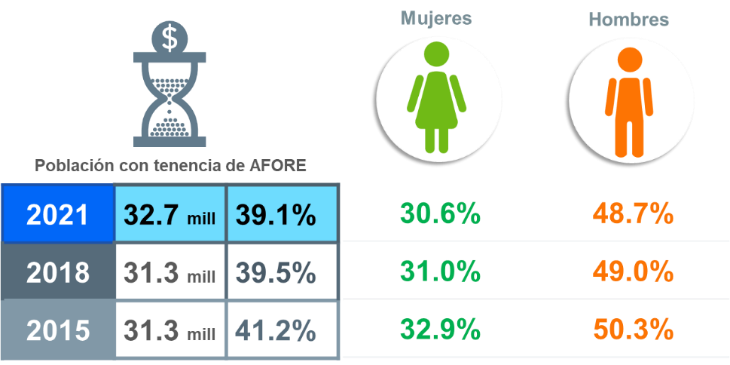 Mujeres
Hombres
$
Población con tenencia de AFORE
2021 32.7 mill 39.1% 30.6% 48.7%
2018 31.3 mill 39.5% 31.0% 49.0%
2015 31.3 mill 41.2% 32.9% 50.3%